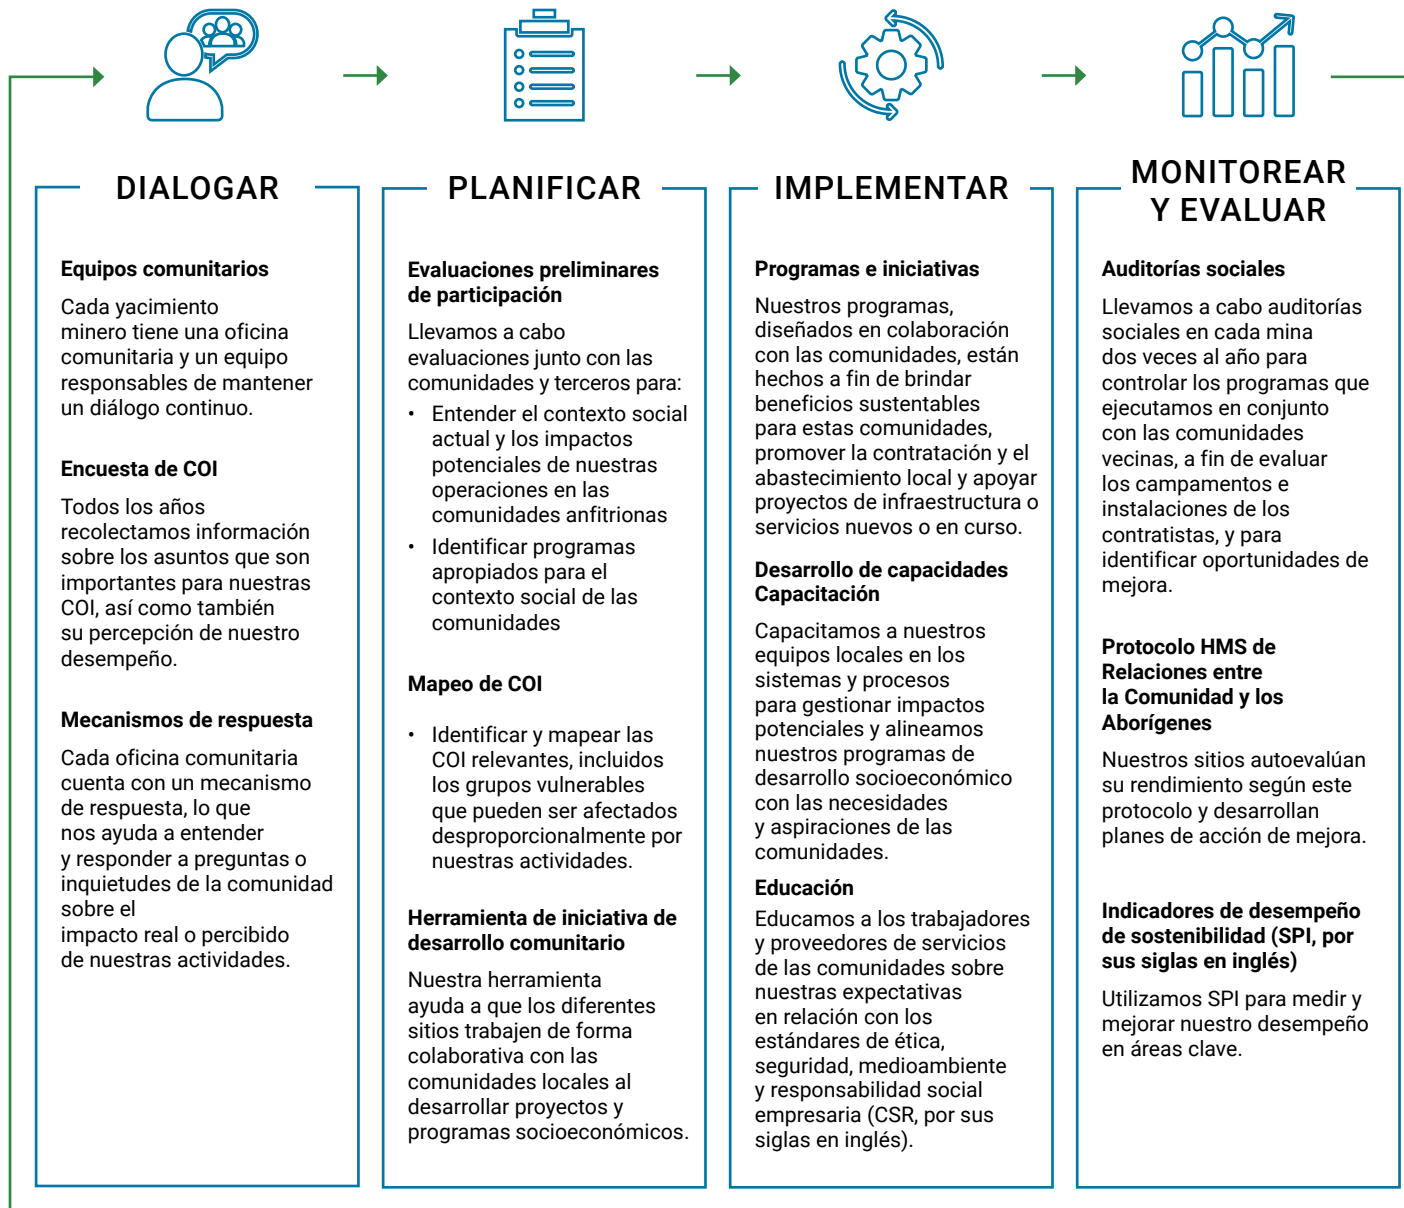 DIALOGAR
Equipos comunitarios
Cada yacimiento
minero tiene una oficina
comunitaria y un equipo
responsables de mantener
un diálogo continuo.
Encuesta de COI
Todos los años
recolectamos información
sobre los asuntos que son
importantes para nuestras
COI, así como también
su percepción de nuestro
desempeño.
Mecanismos de respuesta
Cada oficina comunitaria
cuenta con un mecanismo
de respuesta, lo que
nos ayuda a entender
y responder a preguntas o
inquietudes de la comunidad
sobre el
impacto real o percibido
de nuestras actividades.
PLANIFICAR
Evaluaciones preliminares
de participación
Llevamos a cabo
evaluaciones junto con las
comunidades y terceros para:
• Entender el contexto social
actual y los impactos
potenciales de nuestras
operaciones en las
comunidades anfitrionas
• Identificar programas
apropiados para el
contexto social de las
comunidades
Mapeo de COI
• Identificar y mapear las
COI relevantes, incluidos
los grupos vulnerables
que pueden ser afectados
desproporcionalmente por
nuestras actividades.
Herramienta de iniciativa de
desarrollo comunitario
Nuestra herramienta
ayuda a que los diferentes
sitios trabajen de forma
colaborativa con las
comunidades locales al
desarrollar proyectos y
programas socioeconómicos.
IMPLEMENTAR
Programas e iniciativas
Nuestros programas,
diseñados en colaboración
con las comunidades, están
hechos a fin de brindar
beneficios sustentables
para estas comunidades,
promover la contratación y el
abastecimiento local y apoyar
proyectos de infraestructura o
servicios nuevos o en curso.
Desarrollo de capacidades
Capacitación
Capacitamos a nuestros
equipos locales en los
sistemas y procesos
para gestionar impactos
potenciales y alineamos
nuestros programas de
desarrollo socioeconómico
con las necesidades
y aspiraciones de las
comunidades.
Educación
Educamos a los trabajadores
y proveedores de servicios
de las comunidades sobre
nuestras expectativas
en relación con los
estándares de ética,
seguridad, medioambiente
y responsabilidad social
empresaria (CSR, por sus
siglas en inglés).
MONITOREAR
Y EVALUAR
Auditorías sociales
Llevamos a cabo auditorías
sociales en cada mina
dos veces al año para
controlar los programas que
ejecutamos en conjunto
con las comunidades
vecinas, a fin de evaluar
los campamentos e
instalaciones de los
contratistas, y para
identificar oportunidades de
mejora.
Protocolo HMS de
Relaciones entre
la Comunidad y los
Aborígenes
Nuestros sitios autoevalúan
su rendimiento según este
protocolo y desarrollan
planes de acción de mejora.
Indicadores de desempeño
de sostenibilidad (SPI, por
sus siglas en inglés)
Utilizamos SPI para medir y
mejorar nuestro desempeño
en áreas clave.